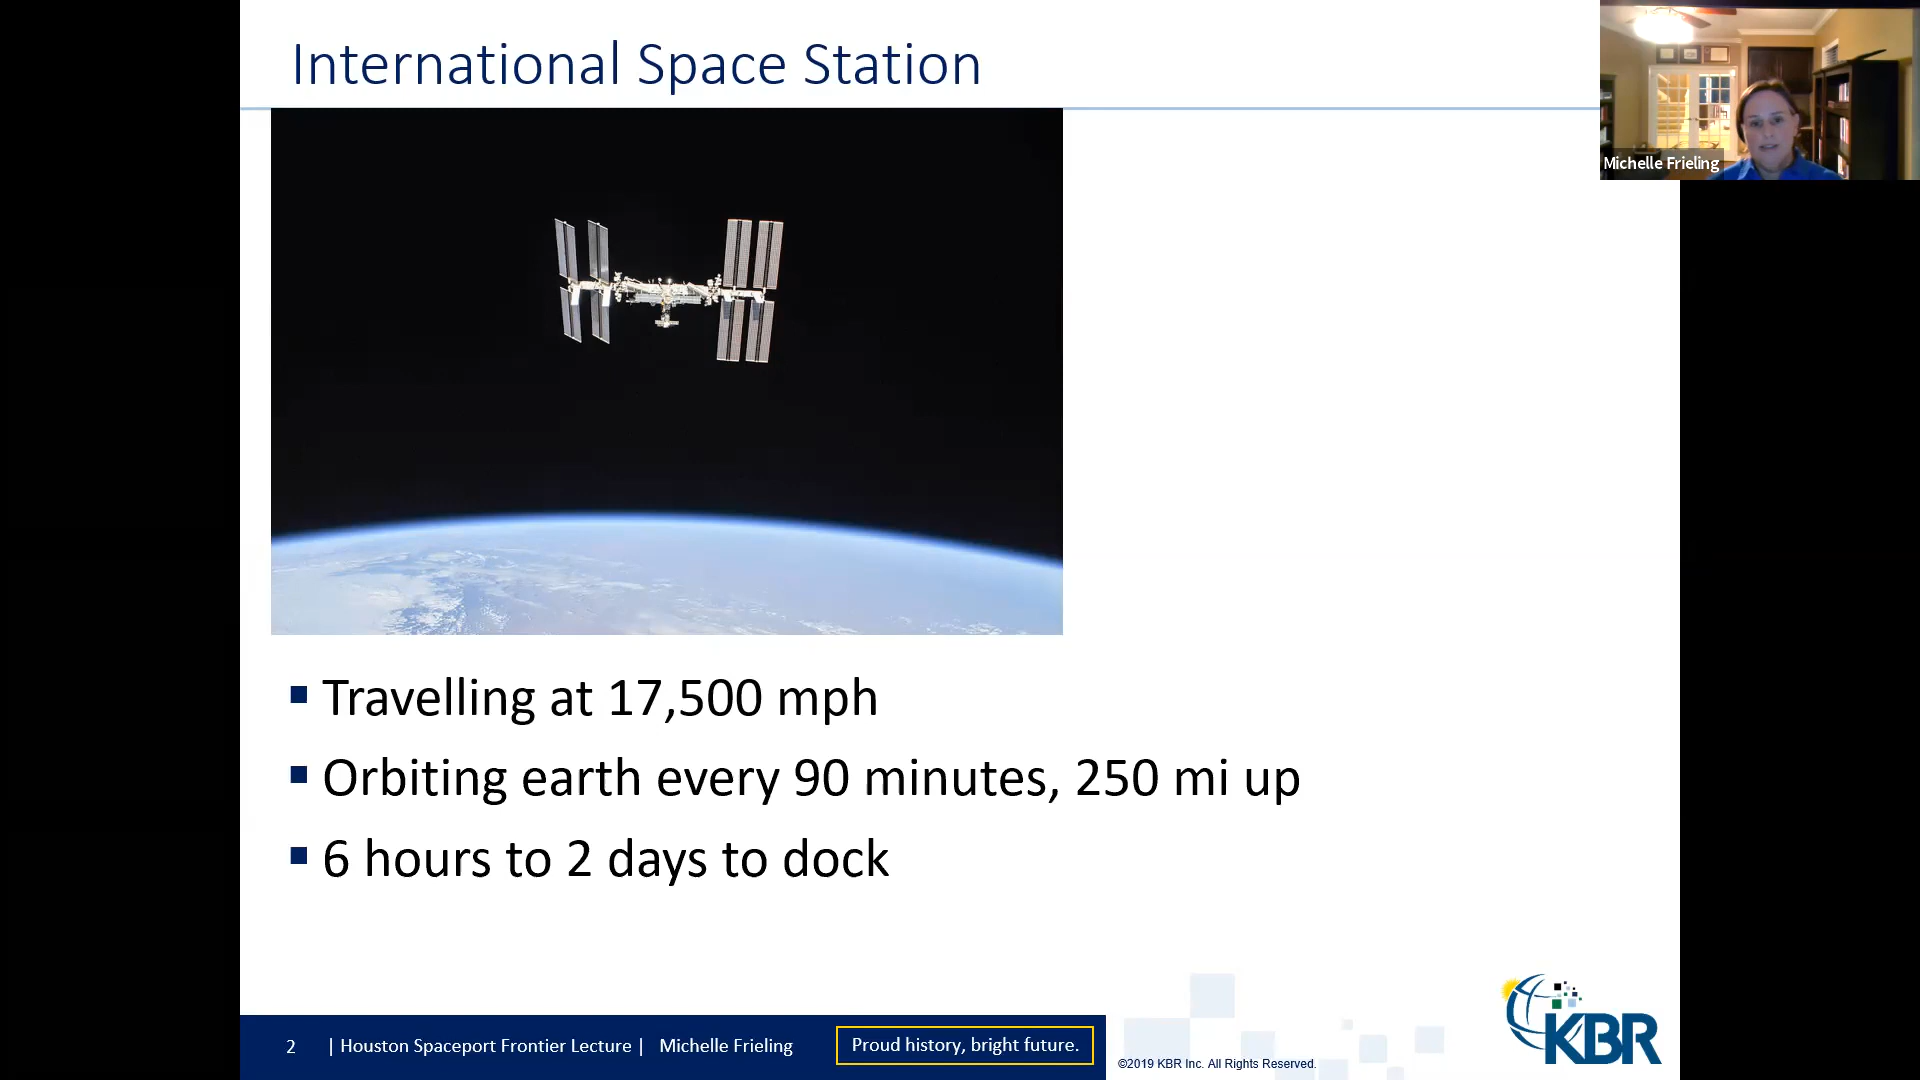 International Space Station
Michelle Frieling
Travelling at 17,500 mph
Orbiting earth every 90 minutes, 250 mi up
6 hours to 2 days to dock
2 | Houston Spaceport Frontier Lecture | Michelle Frieling
Proud history, bright future.
©2019 KBR Inc. All Rights Reserved.
KBR